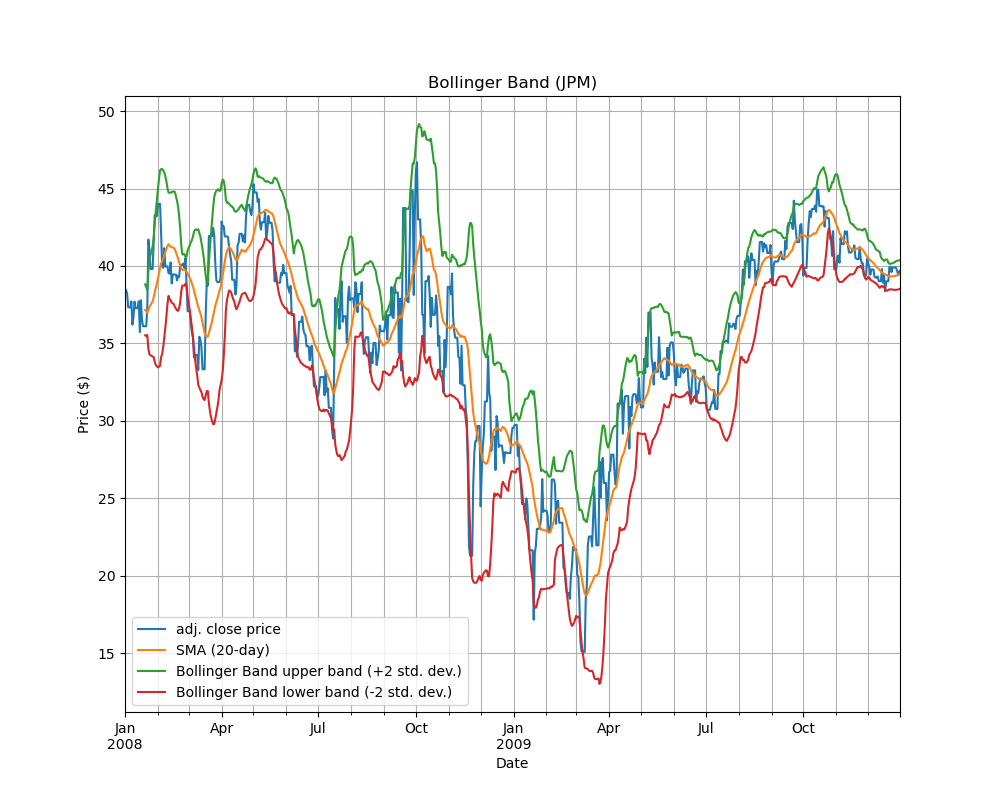 Bollinger Band (JPM)
50
45
40
35
30
25
20
15
Price ($)
adj. close price
SMA (20-day)
Bollinger Band upper band (+2 std. dev.)
Bollinger Band lower band (-2 std. dev.)
Jan Apr Jul Oct Jan Apr Jul Oct
2008 2009
Date